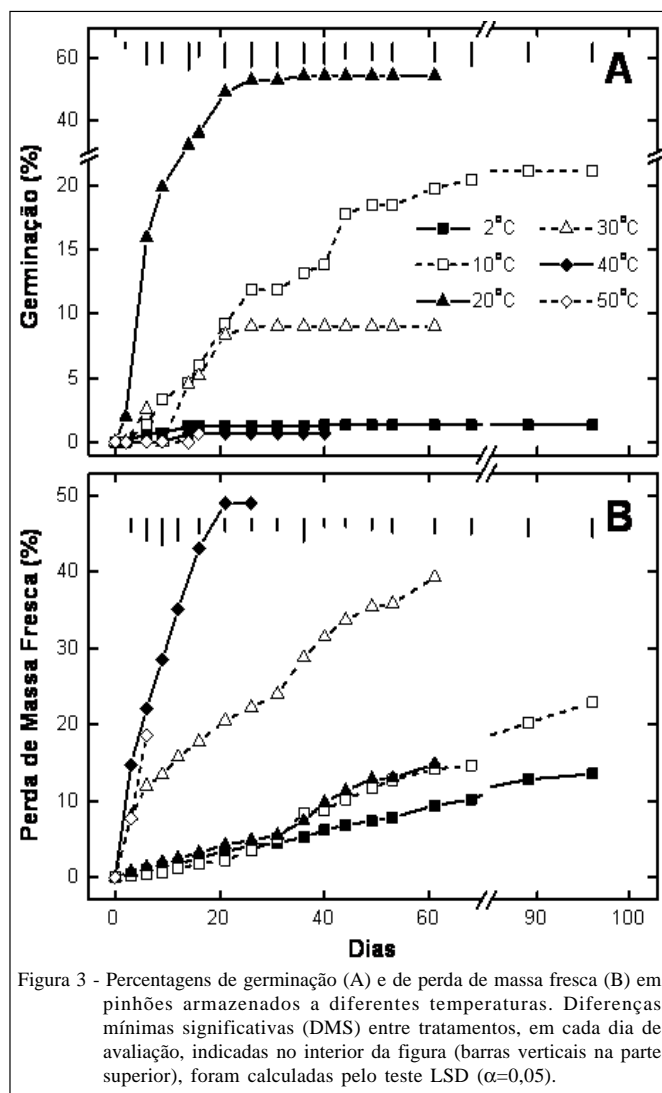 A
Germinação (%)
60
40
20
15
10
5
0
2°C
30°C
10°C
40°C
20°C
50°C
B
Perda de Massa Fresca (%)
50
40
30
20
10
0
0
20
40
60
90
100
Dias
Figura 3 - Percentagens de germinação (A) e de perda de massa fresca (B) em
pinhões armazenados a diferentes temperaturas. Diferenças
mínimas significativas (DMS) entre tratamentos, em cada dia de
avaliação, indicadas no interior da figura (barras verticais na parte
superior), foram calculadas pelo teste LSD (α=0,05).